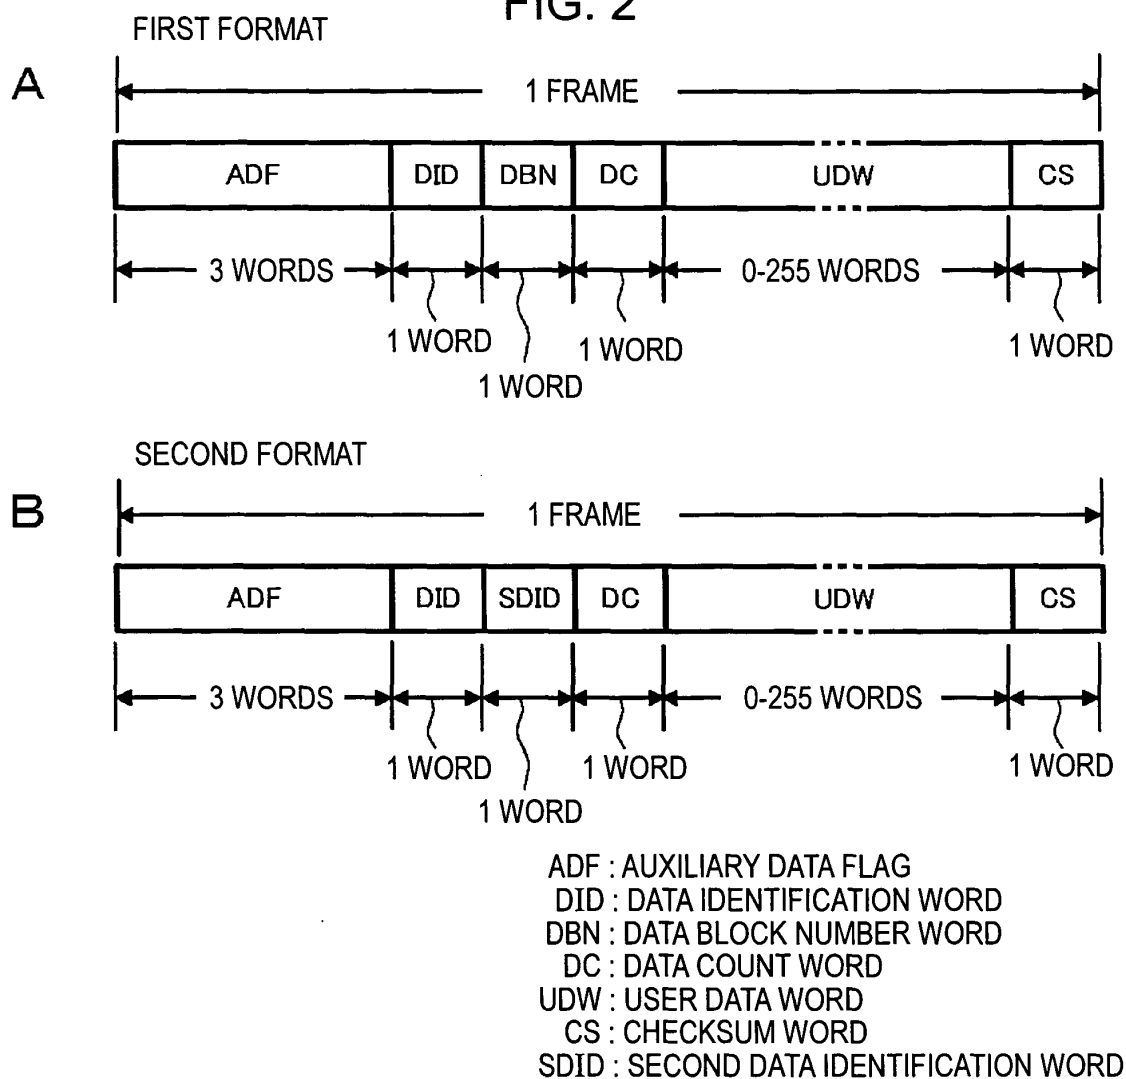 FIG. 2
FIRST FORMAT
A
1 FRAME
ADF DID DBN DC UDW CS
3 WORDS 0-255 WORDS
1 WORD 1 WORD 1 WORD
1 WORD
SECOND FORMAT
B
1 FRAME
ADF DID SDID DC UDW CS
3 WORDS 0-255 WORDS
1 WORD 1 WORD 1 WORD
1 WORD
ADF : AUXILIARY DATA FLAG
DID : DATA IDENTIFICATION WORD
DBN : DATA BLOCK NUMBER WORD
DC : DATA COUNT WORD
UDW : USER DATA WORD
CS : CHECKSUM WORD
SDID : SECOND DATA IDENTIFICATION WORD